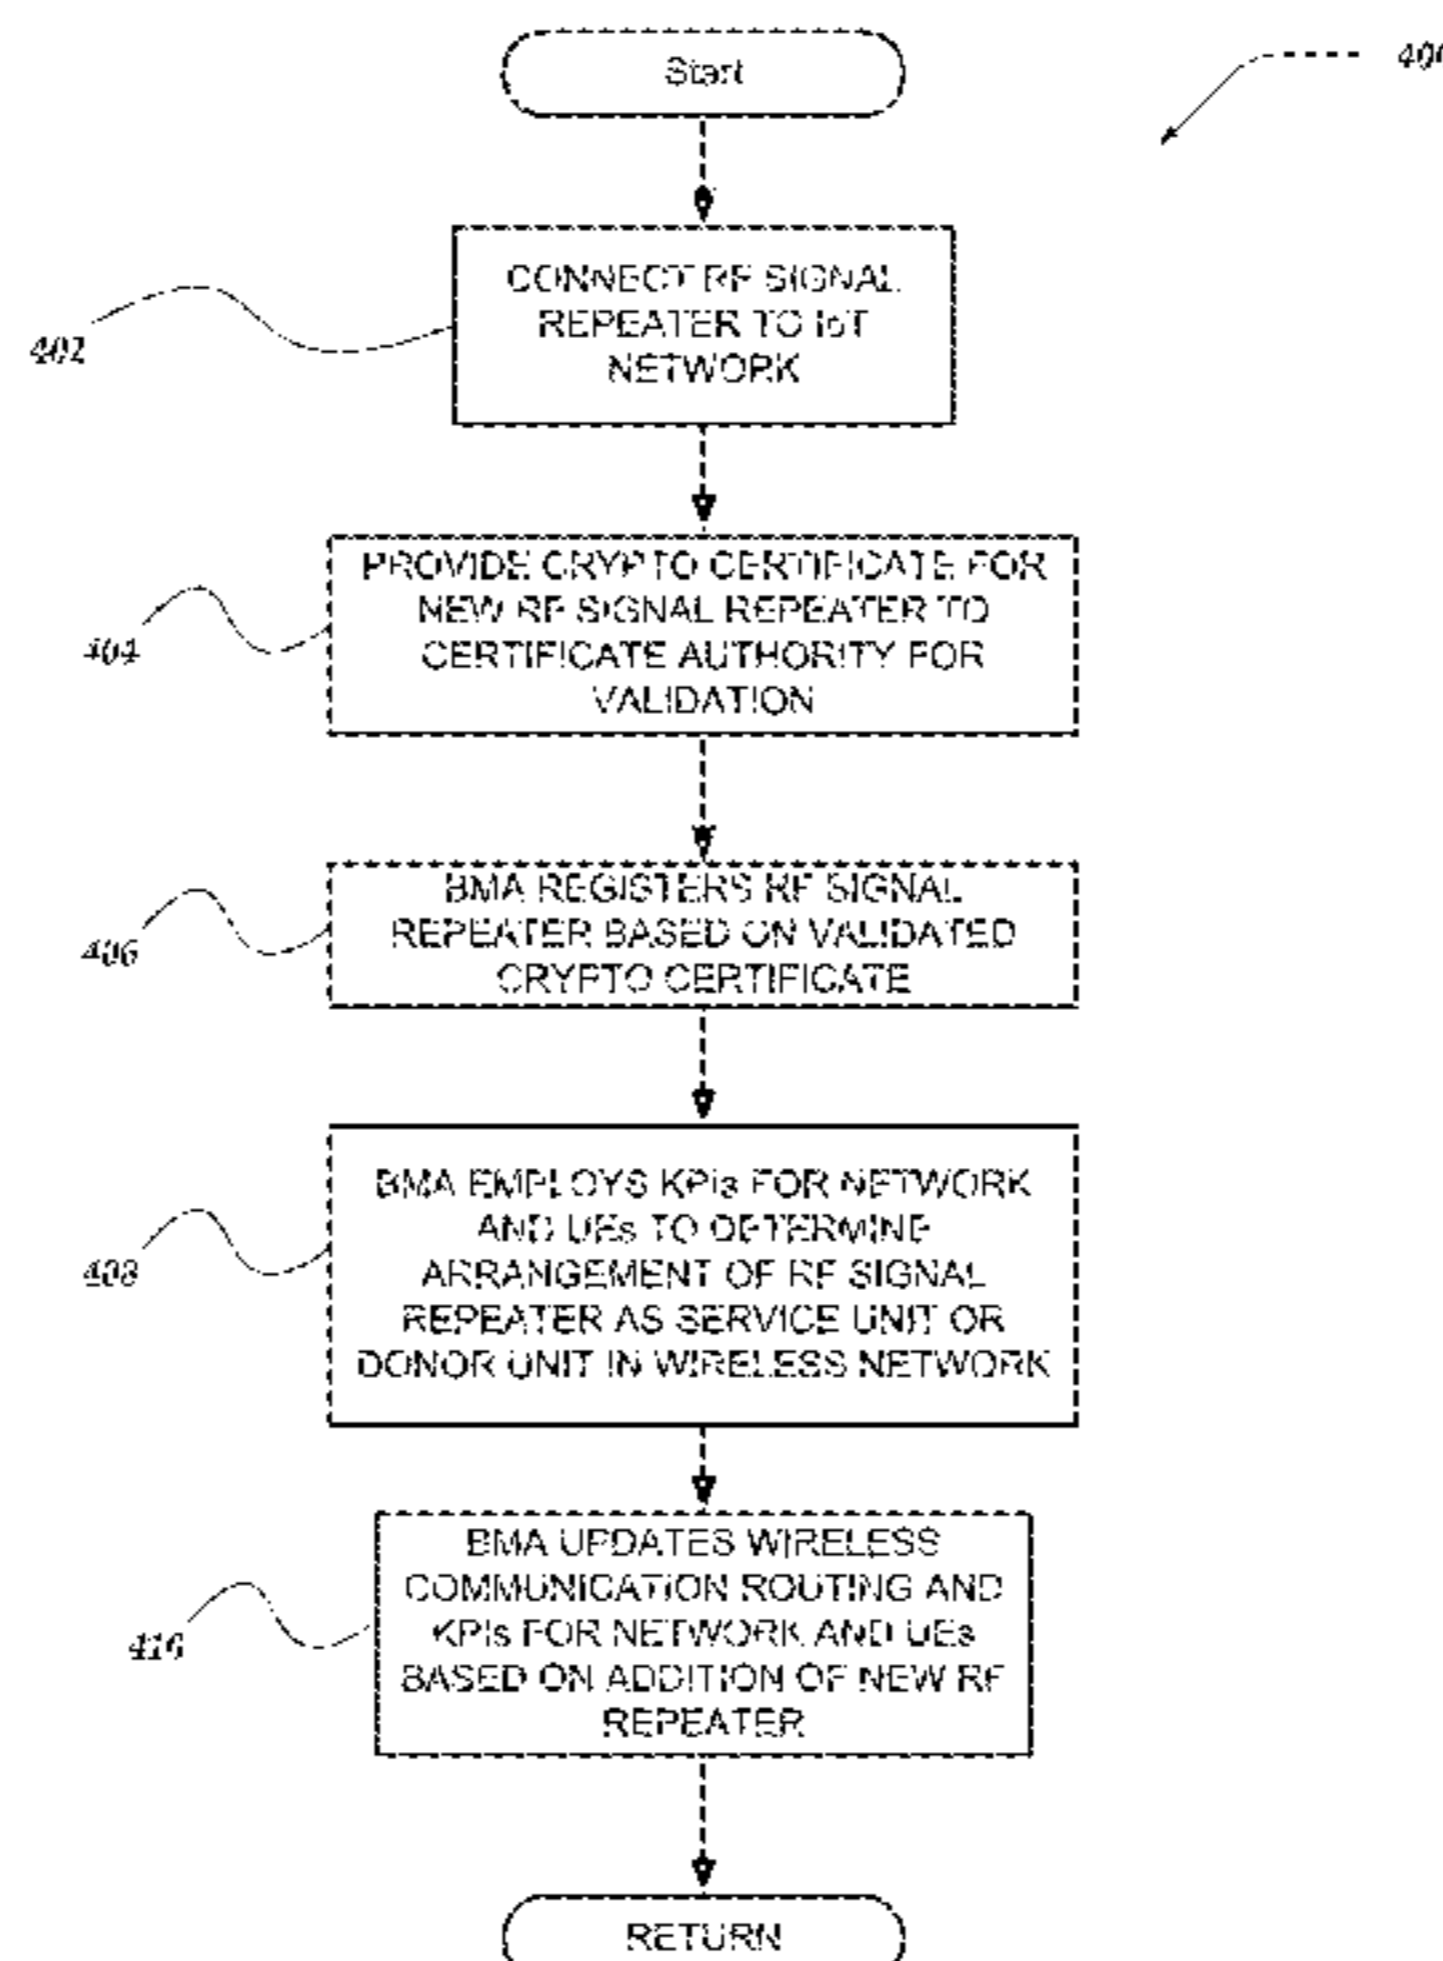 Start
400
CONNECT RF SIGNAL
REPEATER TO IoT
NETWORK
402
PROVIDE CRYPTO CERTIFICATE FOR
NEW RF SIGNAL REPEATER TO
CERTIFICATE AUTHORITY FOR
VALIDATION
404
BMA REGISTERS RF SIGNAL
REPEATER BASED ON VALIDATED
CRYPTO CERTIFICATE
406
BMA EMPLOYS KPIs FOR NETWORK
AND UEs TO DETERMINE
ARRANGEMENT OF RF SIGNAL
REPEATER AS SERVICE UNIT OR
DONOR UNIT IN WIRELESS NETWORK
408
BMA UPDATES WIRELESS
COMMUNICATION ROUTING AND
KPIs FOR NETWORK AND UEs
BASED ON ADDITION OF NEW RF
REPEATER
410
RETURN